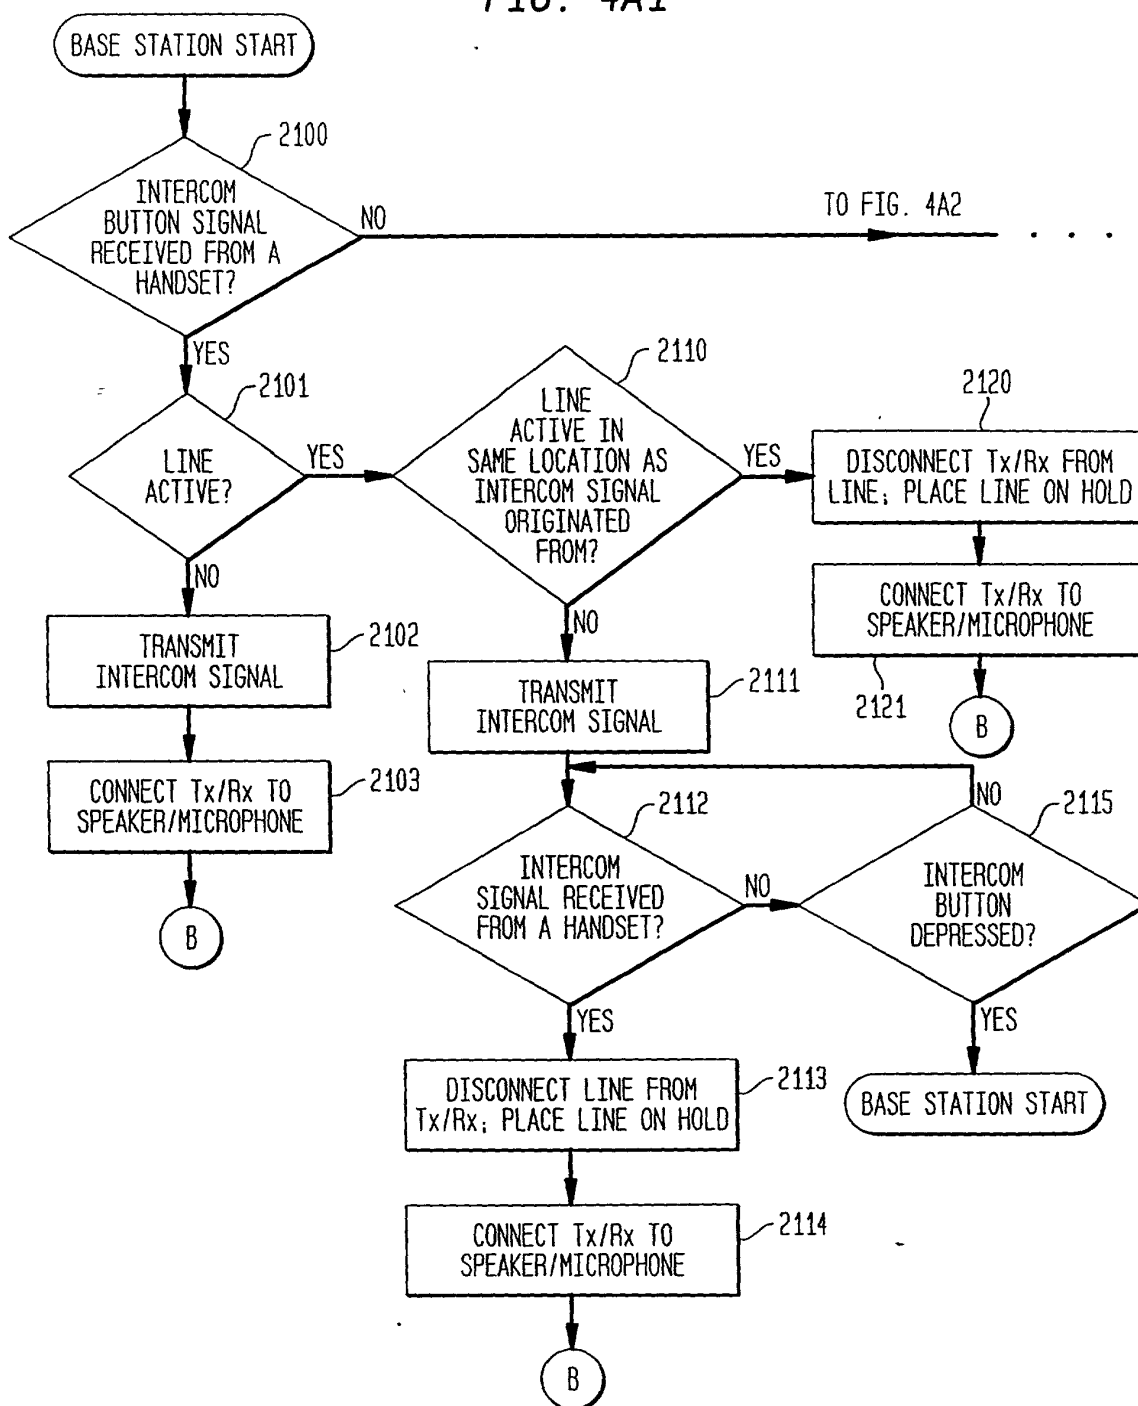 FIG. 4A1
BASE STATION START
2100
INTERCOM
BUTTON SIGNAL
RECEIVED FROM A
HANDSET?
NO
TO FIG. 4A2
. . .
YES
2101
LINE
ACTIVE?
YES
2110
LINE
ACTIVE IN
SAME LOCATION AS
INTERCOM SIGNAL
ORIGINATED
FROM?
YES
2120
DISCONNECT Tx/Rx FROM
LINE; PLACE LINE ON HOLD
NO
2102
TRANSMIT
INTERCOM SIGNAL
NO
2111
TRANSMIT
INTERCOM SIGNAL
CONNECT Tx/Rx TO
SPEAKER/MICROPHONE
2121
B
2103
CONNECT Tx/Rx TO
SPEAKER/MICROPHONE
B
2112
INTERCOM
SIGNAL RECEIVED
FROM A HANDSET?
NO
NO
2115
INTERCOM
BUTTON
DEPRESSED?
YES
YES
BASE STATION START
2113
DISCONNECT LINE FROM
Tx/Rx; PLACE LINE ON HOLD
2114
CONNECT Tx/Rx TO
SPEAKER/MICROPHONE
B